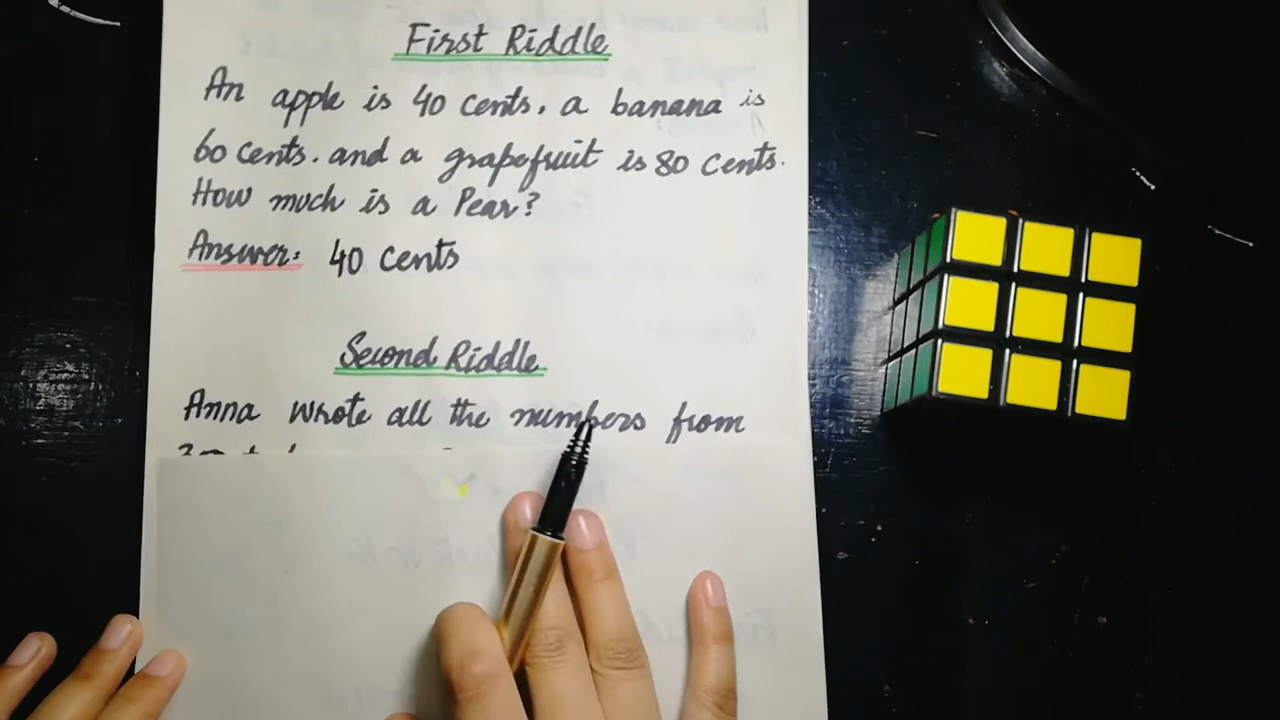 First Riddle
An apple is 40 cents. a banana is
60 cents. and a grapefruit is 80 cents.
How much is a Pear?
Answer: 40 cents
Second Riddle
Anna wrote all the numbers from